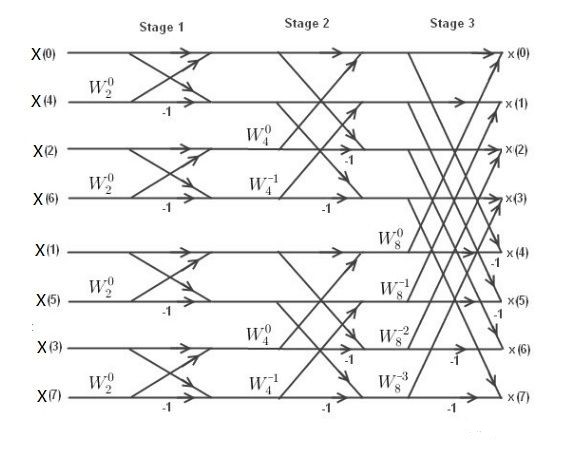 Stage 1 Stage 2 Stage 3
X(0) x(0)
W_2^0
X(4) -1 x(1)
W_4^0
X(2) -1 x(2)
W_2^0 W_4^{-1}
X(6) -1 -1 x(3)
W_8^0
X(1) -1 x(4)
W_2^0 W_8^{-1}
X(5) -1 -1 x(5)
W_4^0 W_8^{-2}
X(3) -1 -1 x(6)
W_2^0 W_4^{-1} W_8^{-3}
X(7) -1 -1 -1 x(7)